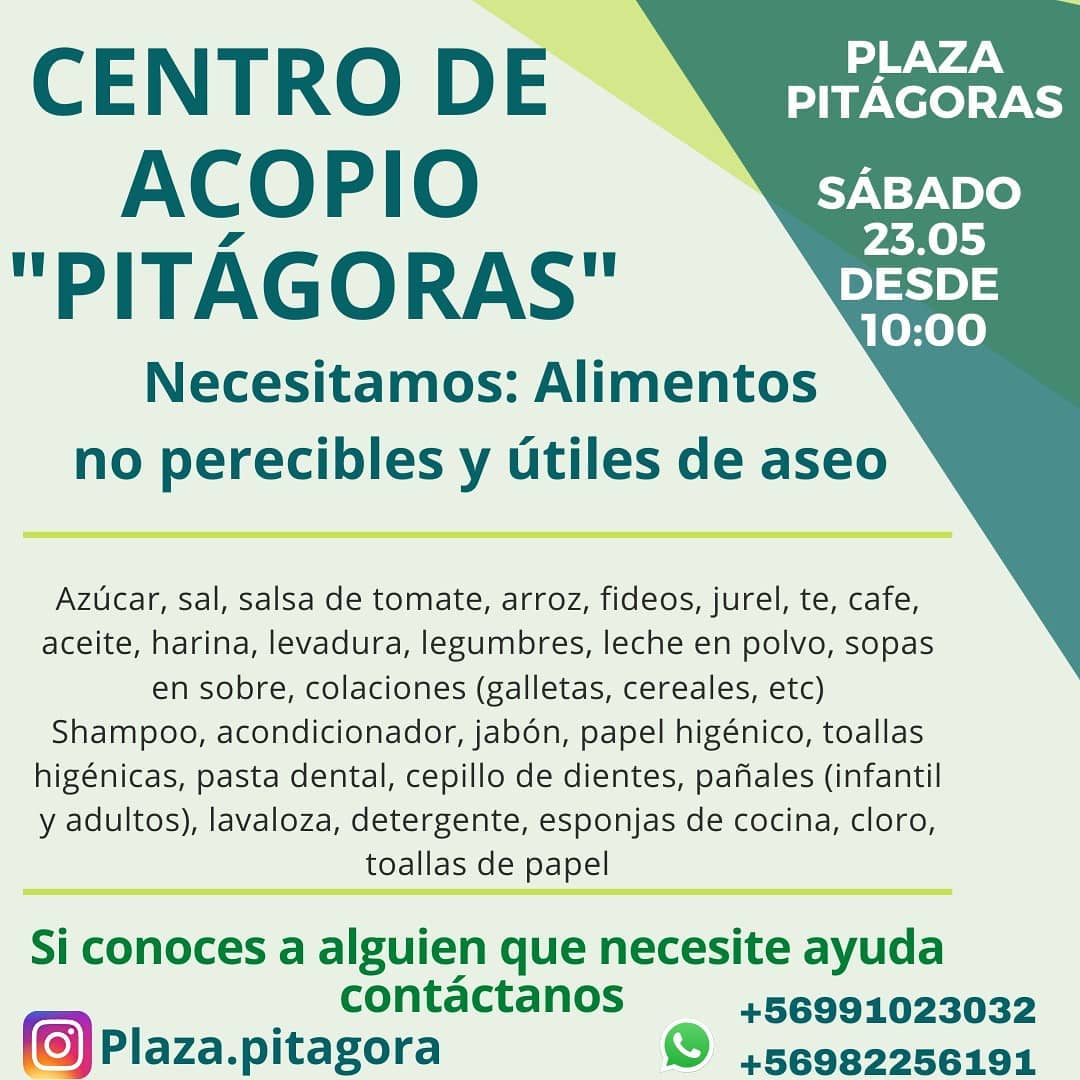 CENTRO DE
ACOPIO
"PITÁGORAS"
PLAZA
PITÁGORAS
SÁBADO
23.05
DESDE
10:00
Necesitamos: Alimentos
no perecibles y útiles de aseo
Azúcar, sal, salsa de tomate, arroz, fideos, jurel, te, cafe,
aceite, harina, levadura, legumbres, leche en polvo, sopas
en sobre, colaciones (galletas, cereales, etc)
Shampoo, acondicionador, jabón, papel higénico, toallas
higénicas, pasta dental, cepillo de dientes, pañales (infantil
y adultos), lavaloza, detergente, esponjas de cocina, cloro,
toallas de papel
Si conoces a alguien que necesite ayuda
contáctanos
Plaza.pitagora
+56991023032
+56982256191